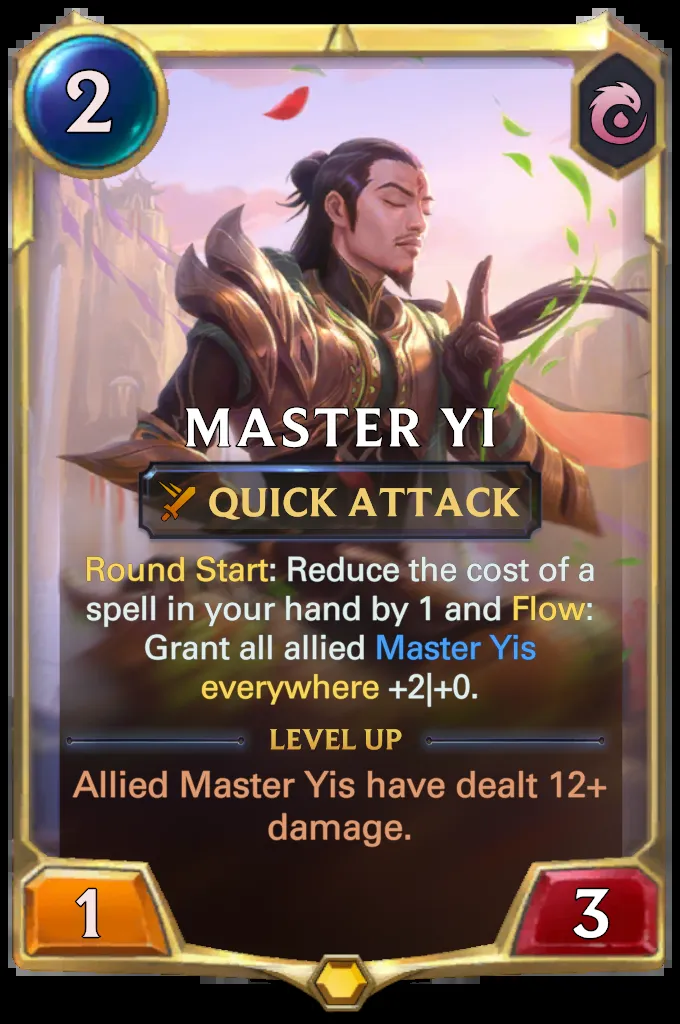 2
MASTER YI
QUICK ATTACK
Round Start: Reduce the cost of a
spell in your hand by 1 and Flow:
Grant all allied Master Yis
everywhere +2|+0.
LEVEL UP
Allied Master Yis have dealt 12+
damage.
1
3